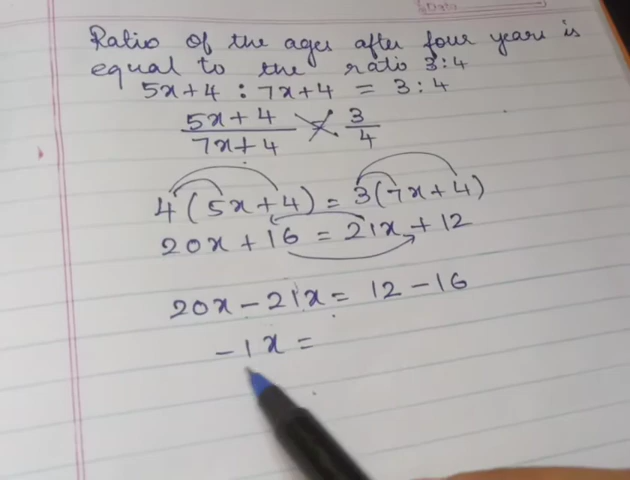 Date
Ratio of the ages after four years is
equal to the ratio 3:4
5x+4 : 7x+4 = 3:4
5x+4 3
7x+4 4
4(5x+4) = 3(7x+4)
20x+16 = 21x+12
20x-21x = 12-16
-1x =